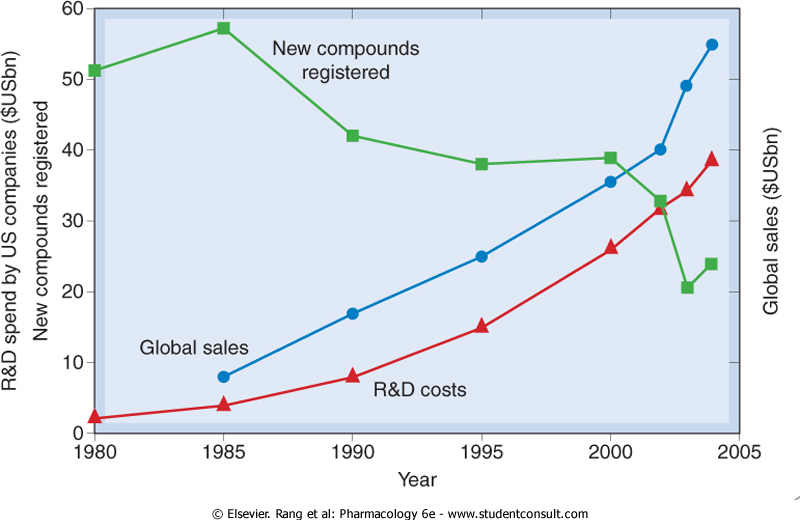 R&D spend by US companies ($USbn)
New compounds registered
60
50
40
30
20
10
0
New compounds
registered
Global sales
R&D costs
Global sales ($USbn)
1980 1985 1990 1995 2000 2005
Year
© Elsevier. Rang et al: Pharmacology 6e - www.studentconsult.com